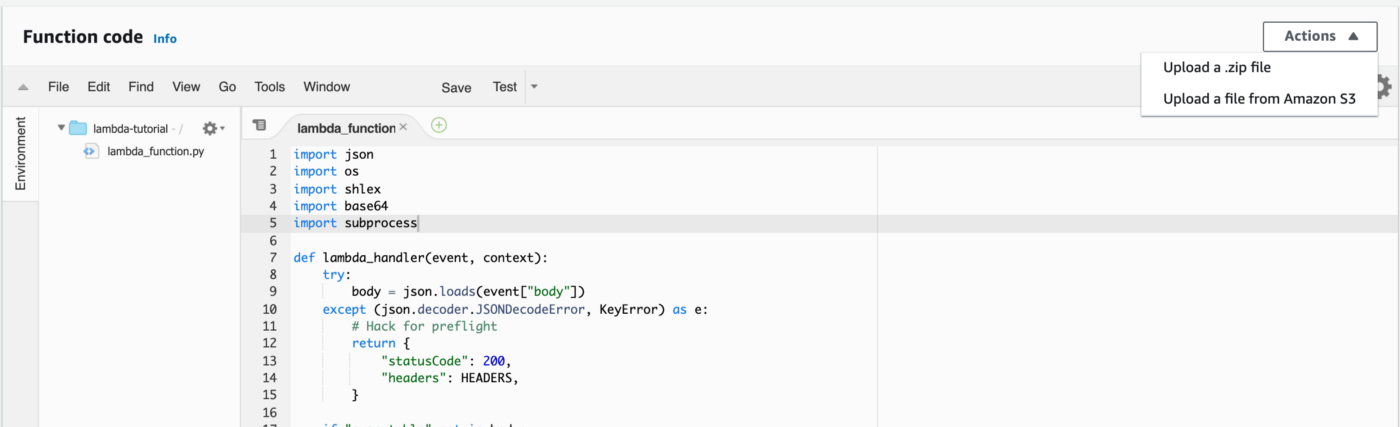 Function code Info
Actions
Upload a .zip file
Upload a file from Amazon S3
File Edit Find View Go Tools Window Save Test
Environment
lambda-tutorial - /
lambda_function.py
lambda_function
1 import json
2 import os
3 import shlex
4 import base64
5 import subprocess
6
7 def lambda_handler(event, context):
8 try:
9 body = json.loads(event["body"])
10 except (json.decoder.JSONDecodeError, KeyError) as e:
11 # Hack for preflight
12 return {
13 "statusCode": 200,
14 "headers": HEADERS,
15 }
16